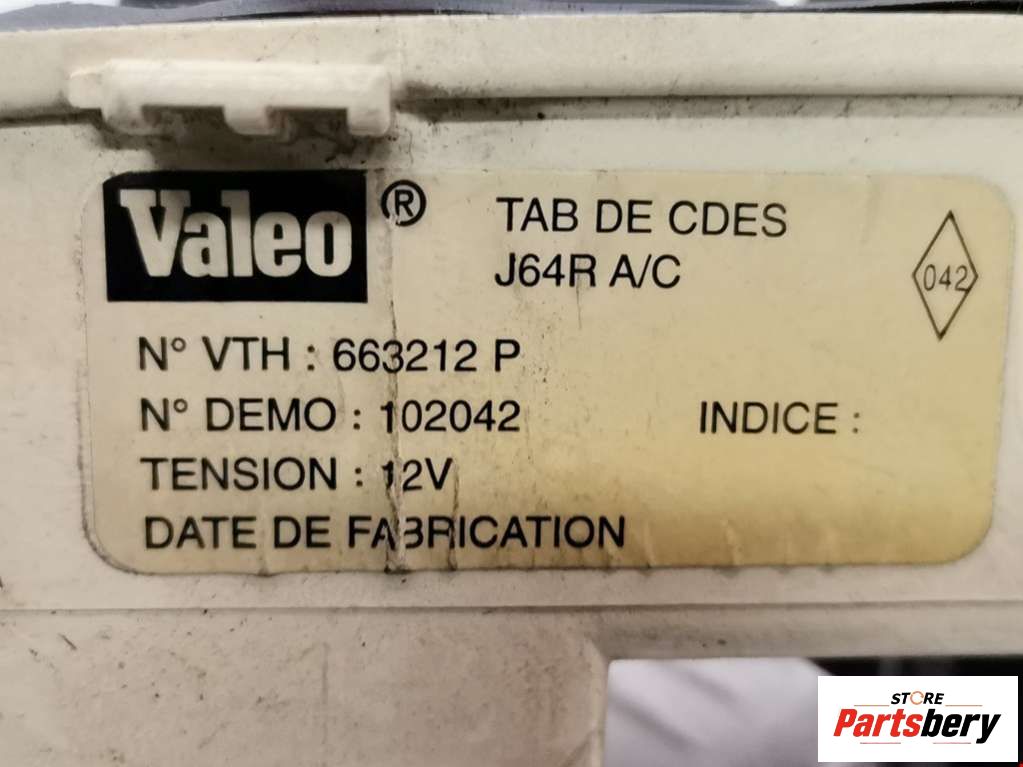 Valeo ® TAB DE CDES
J64R A/C
042
N° VTH : 663212 P
N° DEMO : 102042 INDICE :
TENSION : 12V
DATE DE FABRICATION
STORE
Partsbery